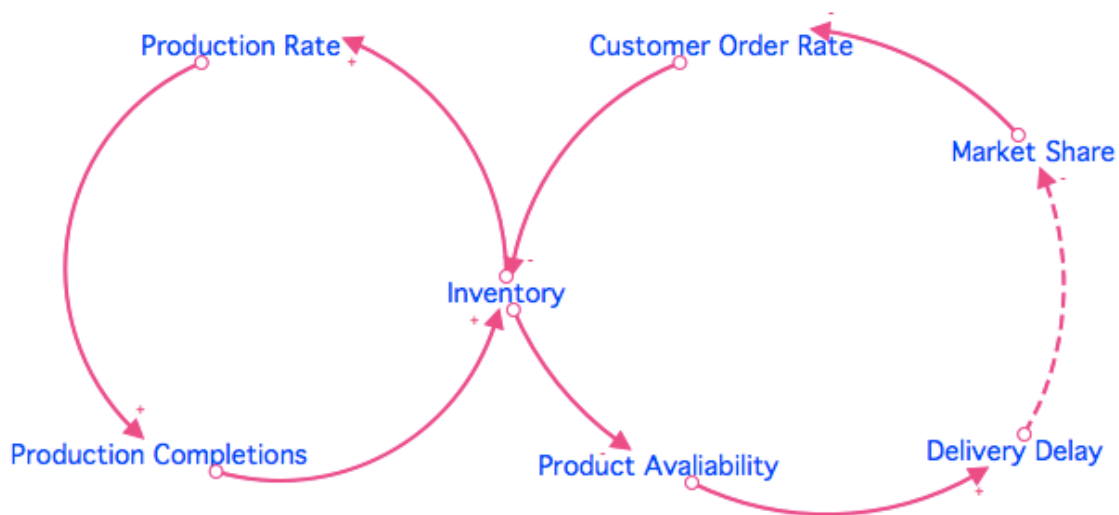 -
Production Rate
+
Customer Order Rate
Market Share
-
-
Inventory
+
+
Production Completions
-
Product Avaliability
Delivery Delay
+